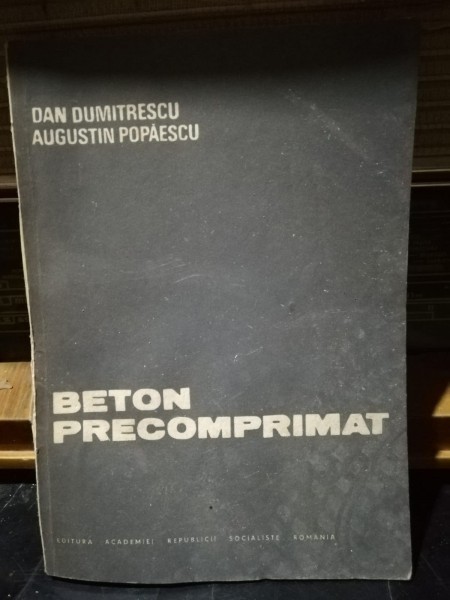 DAN DUMITRESCU
AUGUSTIN POPĂESCU
BETON
PRECOMPRIMAT
EDITURA ACADEMIEI REPUBLICII SOCIALISTE ROMÂNIA